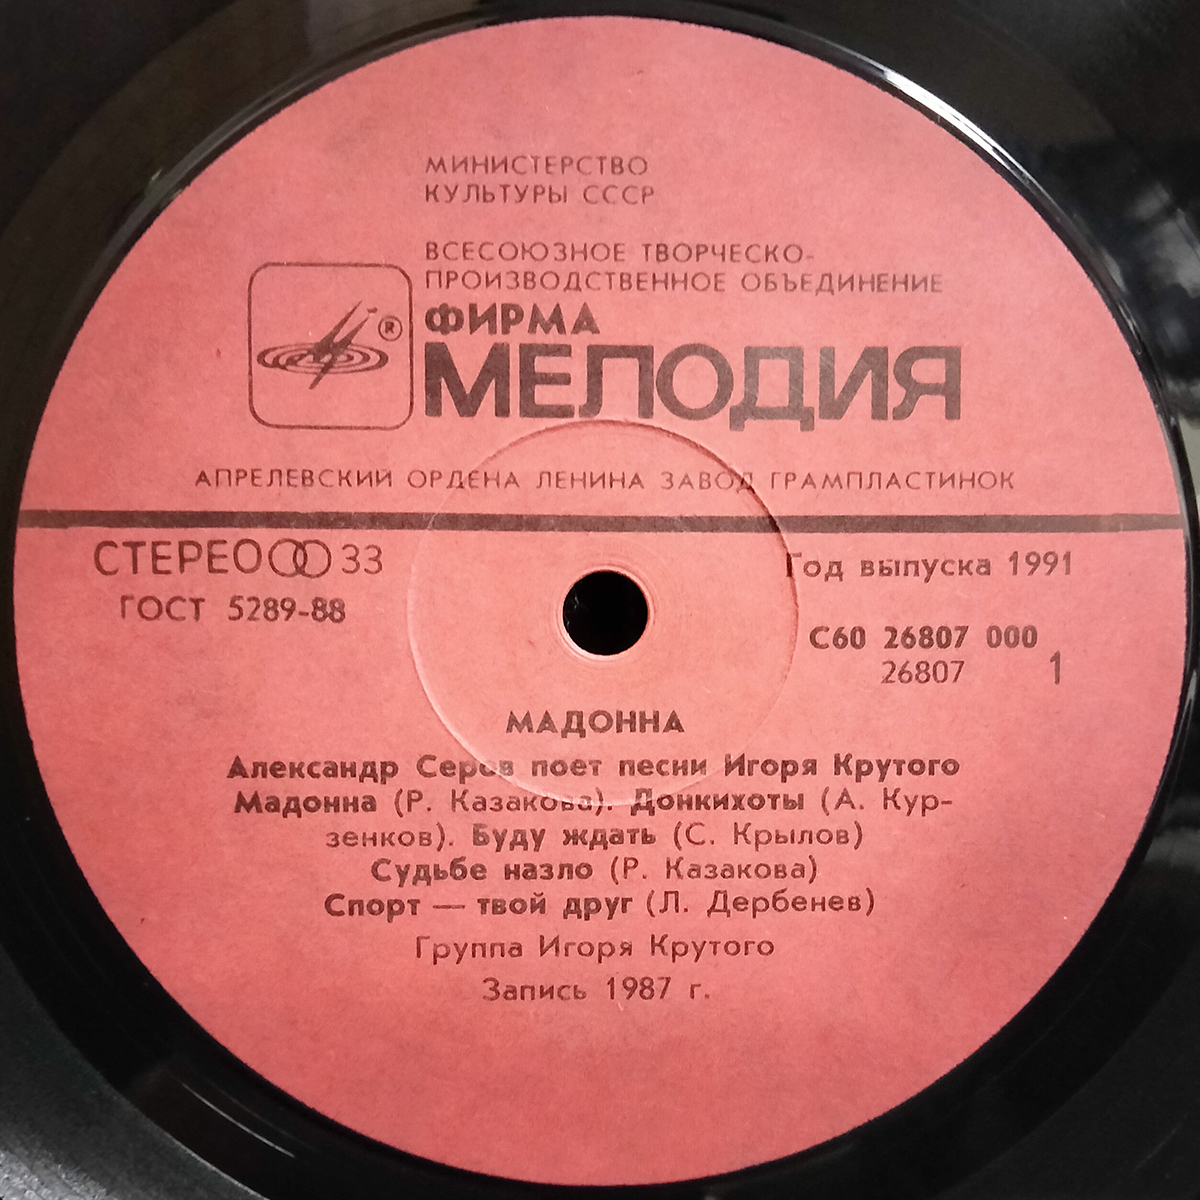 МИНИСТЕРСТВО
КУЛЬТУРЫ СССР
ВСЕСОЮЗНОЕ ТВОРЧЕСКО-
ПРОИЗВОДСТВЕННОЕ ОБЪЕДИНЕНИЕ
®
ФИРМА
МЕЛОДИЯ
АПРЕЛЕВСКИЙ ОРДЕНА ЛЕНИНА ЗАВОД ГРАМПЛАСТИНОК
СТЕРЕО 33
ГОСТ 5289-88
Год выпуска 1991
С60 26807 000
26807 1
МАДОННА
Александр Серов поет песни Игоря Крутого
Мадонна (Р. Казакова). Донкихоты (А. Кур-
зенков). Буду ждать (С. Крылов)
Судьбе назло (Р. Казакова)
Спорт — твой друг (Л. Дербенев)
Группа Игоря Крутого
Запись 1987 г.